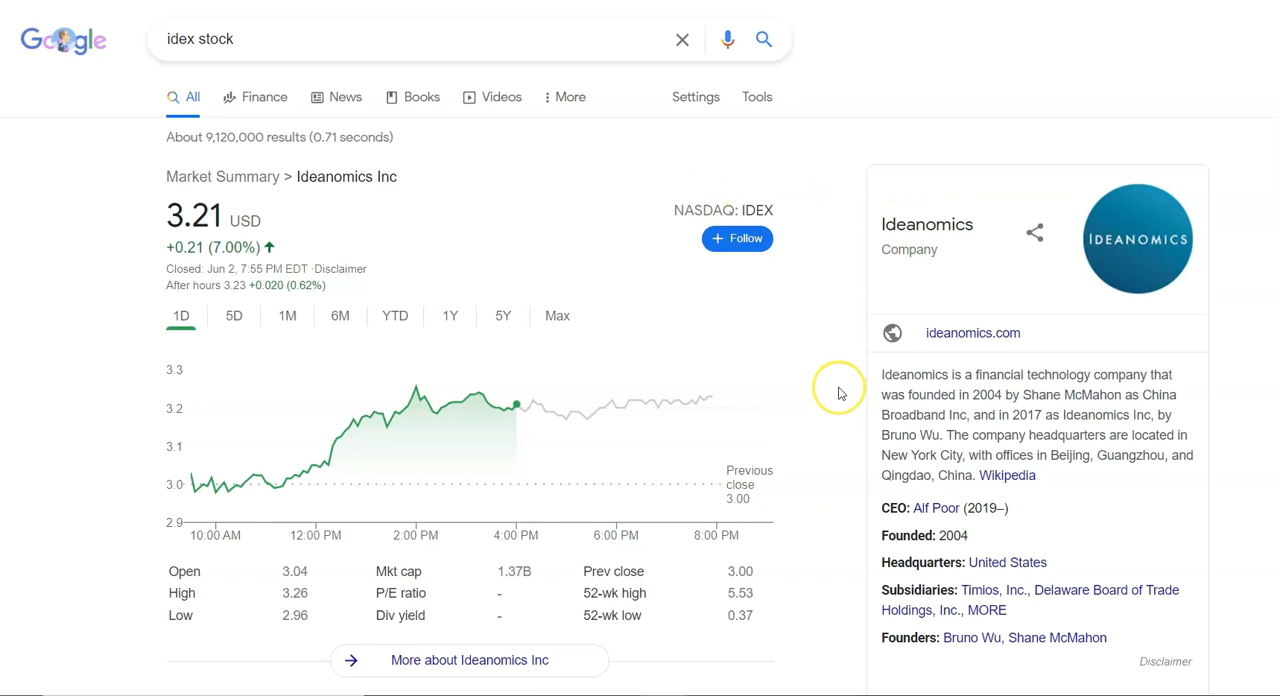 Google
idex stock
All Finance News Books Videos More Settings Tools
About 9,120,000 results (0.71 seconds)
Market Summary > Ideanomics Inc
3.21 USD
NASDAQ: IDEX
+0.21 (7.00%)
+ Follow
Closed: Jun 2, 7:55 PM EDT ·Disclaimer
After hours 3.23 +0.020 (0.62%)
1D 5D 1M 6M YTD 1Y 5Y Max
3.3
3.2
3.1
3.0
2.9
Previous
close
3.00
10:00 AM 12:00 PM 2:00 PM 4:00 PM 6:00 PM 8:00 PM
Open 3.04 Mkt cap 1.37B Prev close 3.00
High 3.26 P/E ratio - 52-wk high 5.53
Low 2.96 Div yield - 52-wk low 0.37
More about Ideanomics Inc
Ideanomics
Company
IDEANOMICS
ideanomics.com
Ideanomics is a financial technology company that
was founded in 2004 by Shane McMahon as China
Broadband Inc, and in 2017 as Ideanomics Inc, by
Bruno Wu. The company headquarters are located in
New York City, with offices in Beijing, Guangzhou, and
Qingdao, China. Wikipedia
CEO: Alf Poor (2019–)
Founded: 2004
Headquarters: United States
Subsidiaries: Timios, Inc., Delaware Board of Trade
Holdings, Inc., MORE
Founders: Bruno Wu, Shane McMahon
Disclaimer